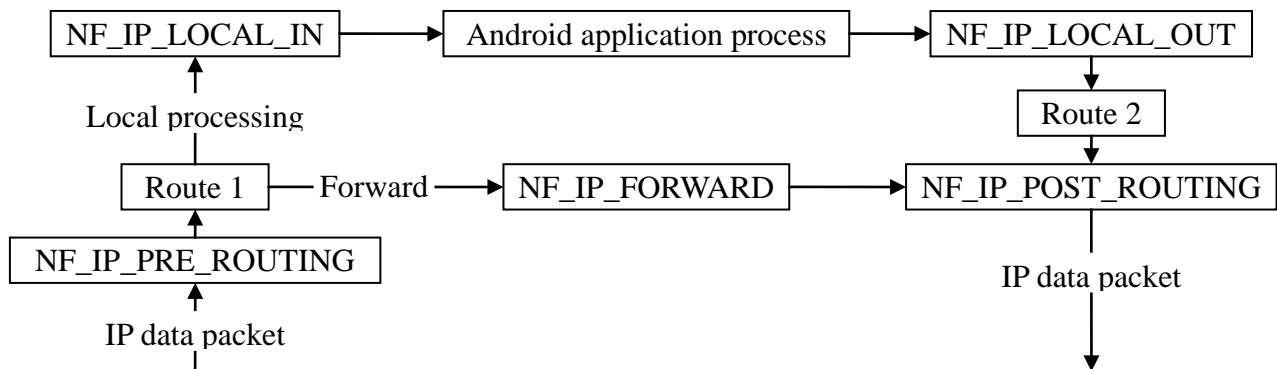 NF_IP_LOCAL_IN
Android application process
NF_IP_LOCAL_OUT
Local processing
Route 2
Route 1
Forward
NF_IP_FORWARD
NF_IP_POST_ROUTING
NF_IP_PRE_ROUTING
IP data packet
IP data packet